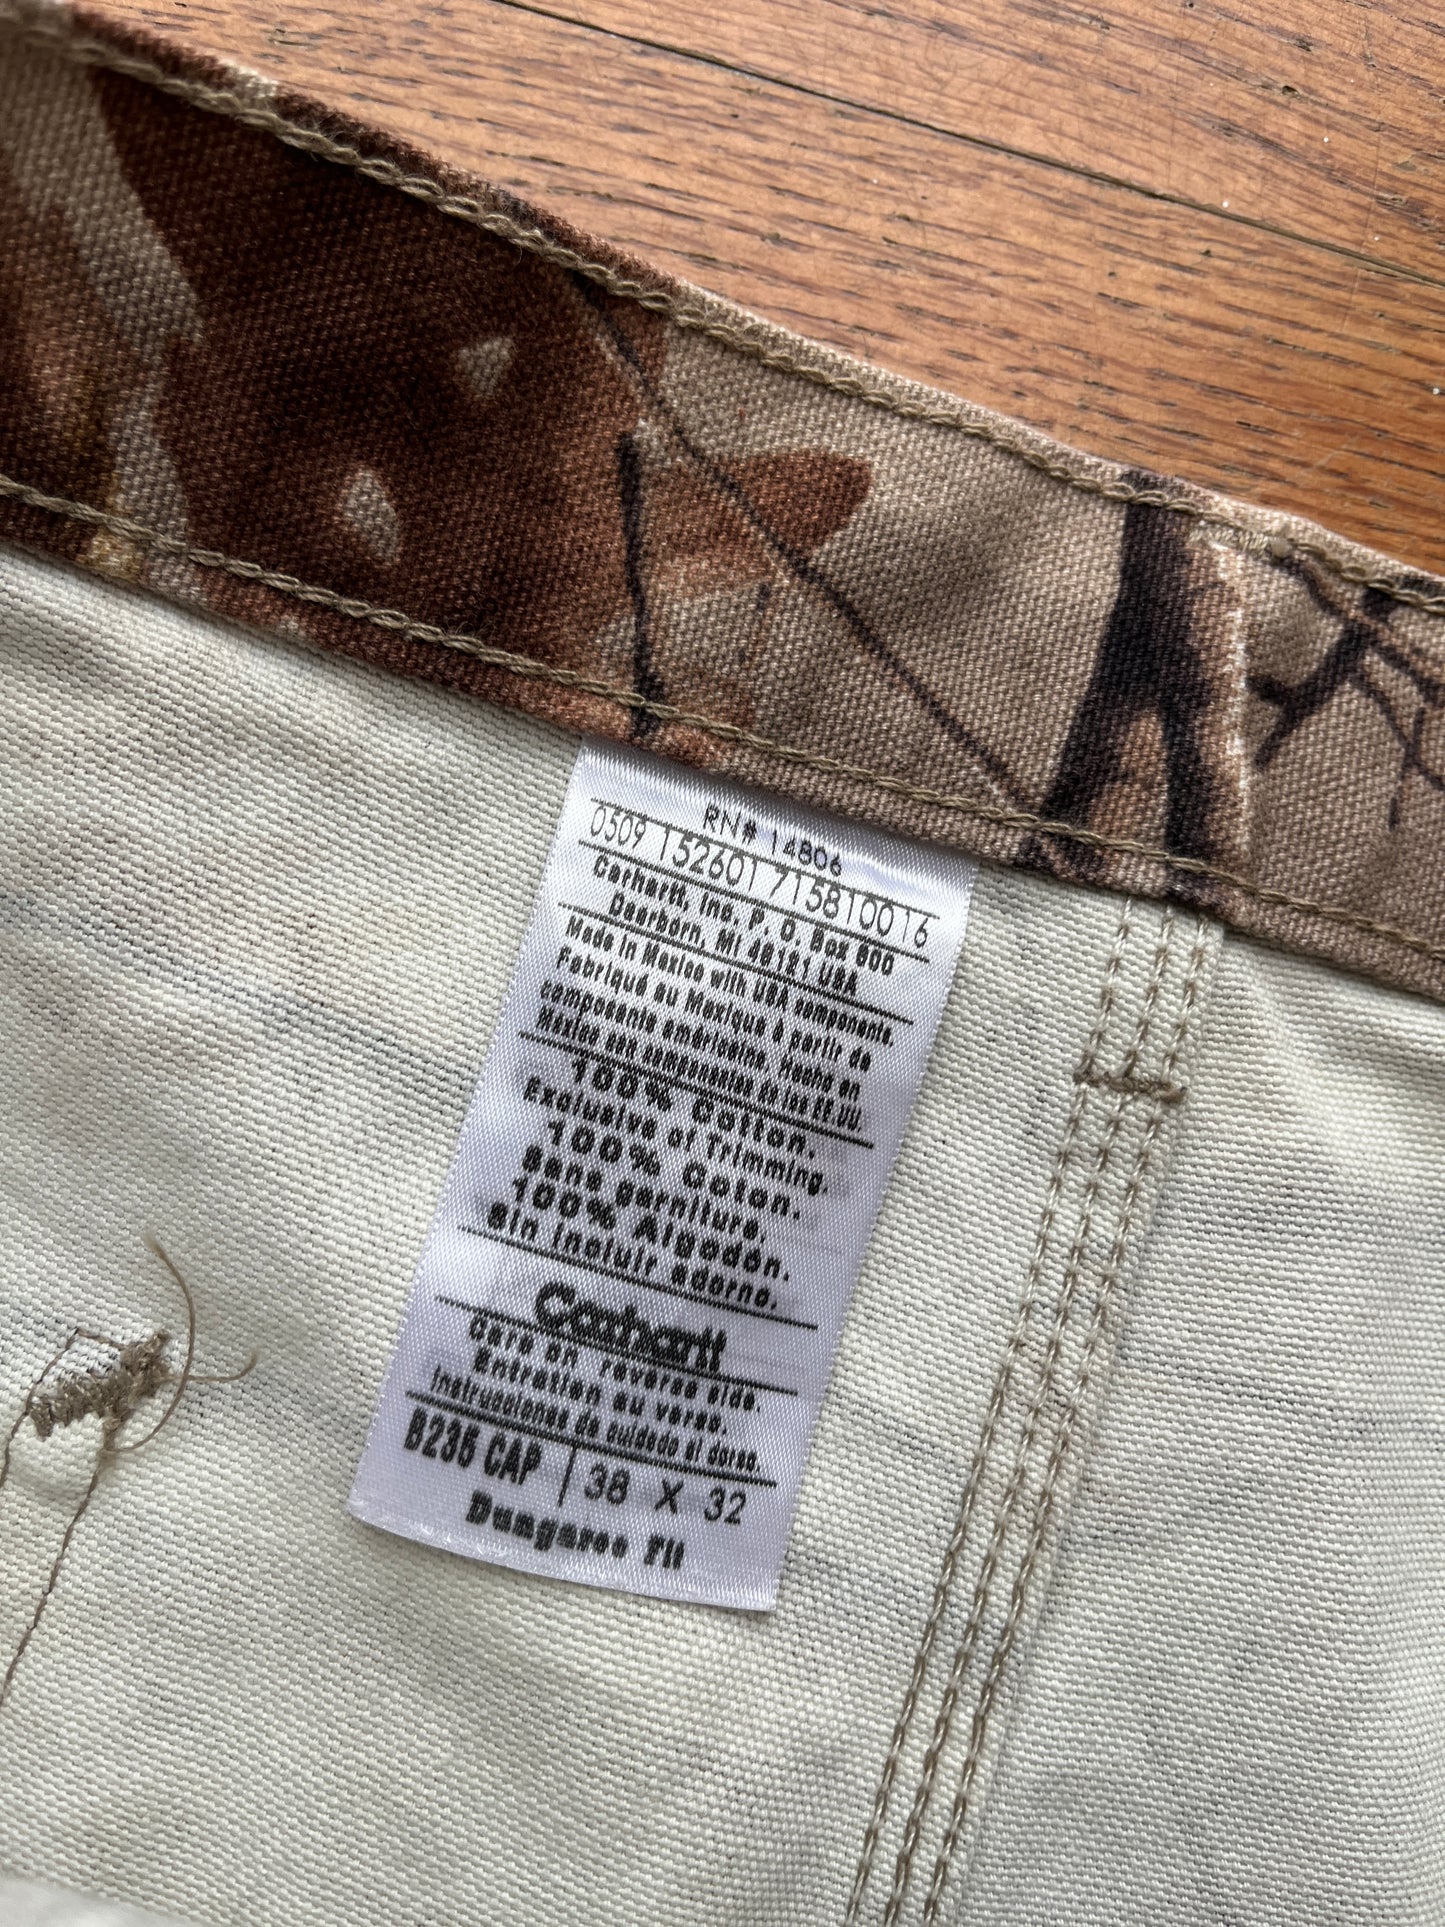 RN# 14806
0509 152601 715810016
Carhartt, Inc. P. O. Box 600
Dearborn, MI 48121 USA
Made in Mexico with USA components.
Fabriqué au Mexique à partir de
composants américains. Hecho en
México con componentes de los EE.UU.
100% Cotton.
Exclusive of Trimming.
100% Coton.
Sans garniture.
100% Algodón.
Sin incluir adorno.
Carhartt
Care on reverse side.
Entretien au verso.
Instrucciones de cuidado al dorso.
B235 CAP | 38 X 32
Dungaree Fit